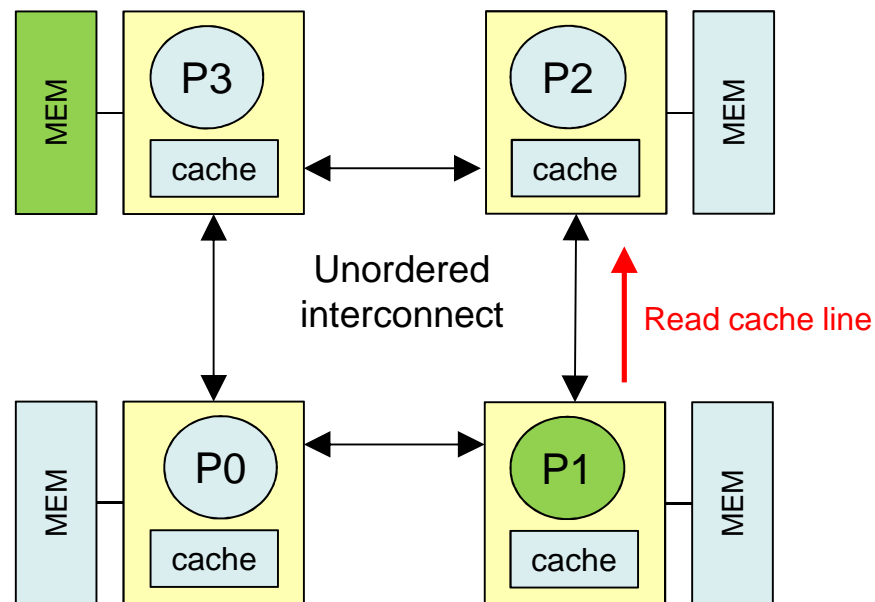 MEM
P3
cache
P2
cache
MEM
Unordered
interconnect
Read cache line
MEM
P0
cache
P1
cache
MEM